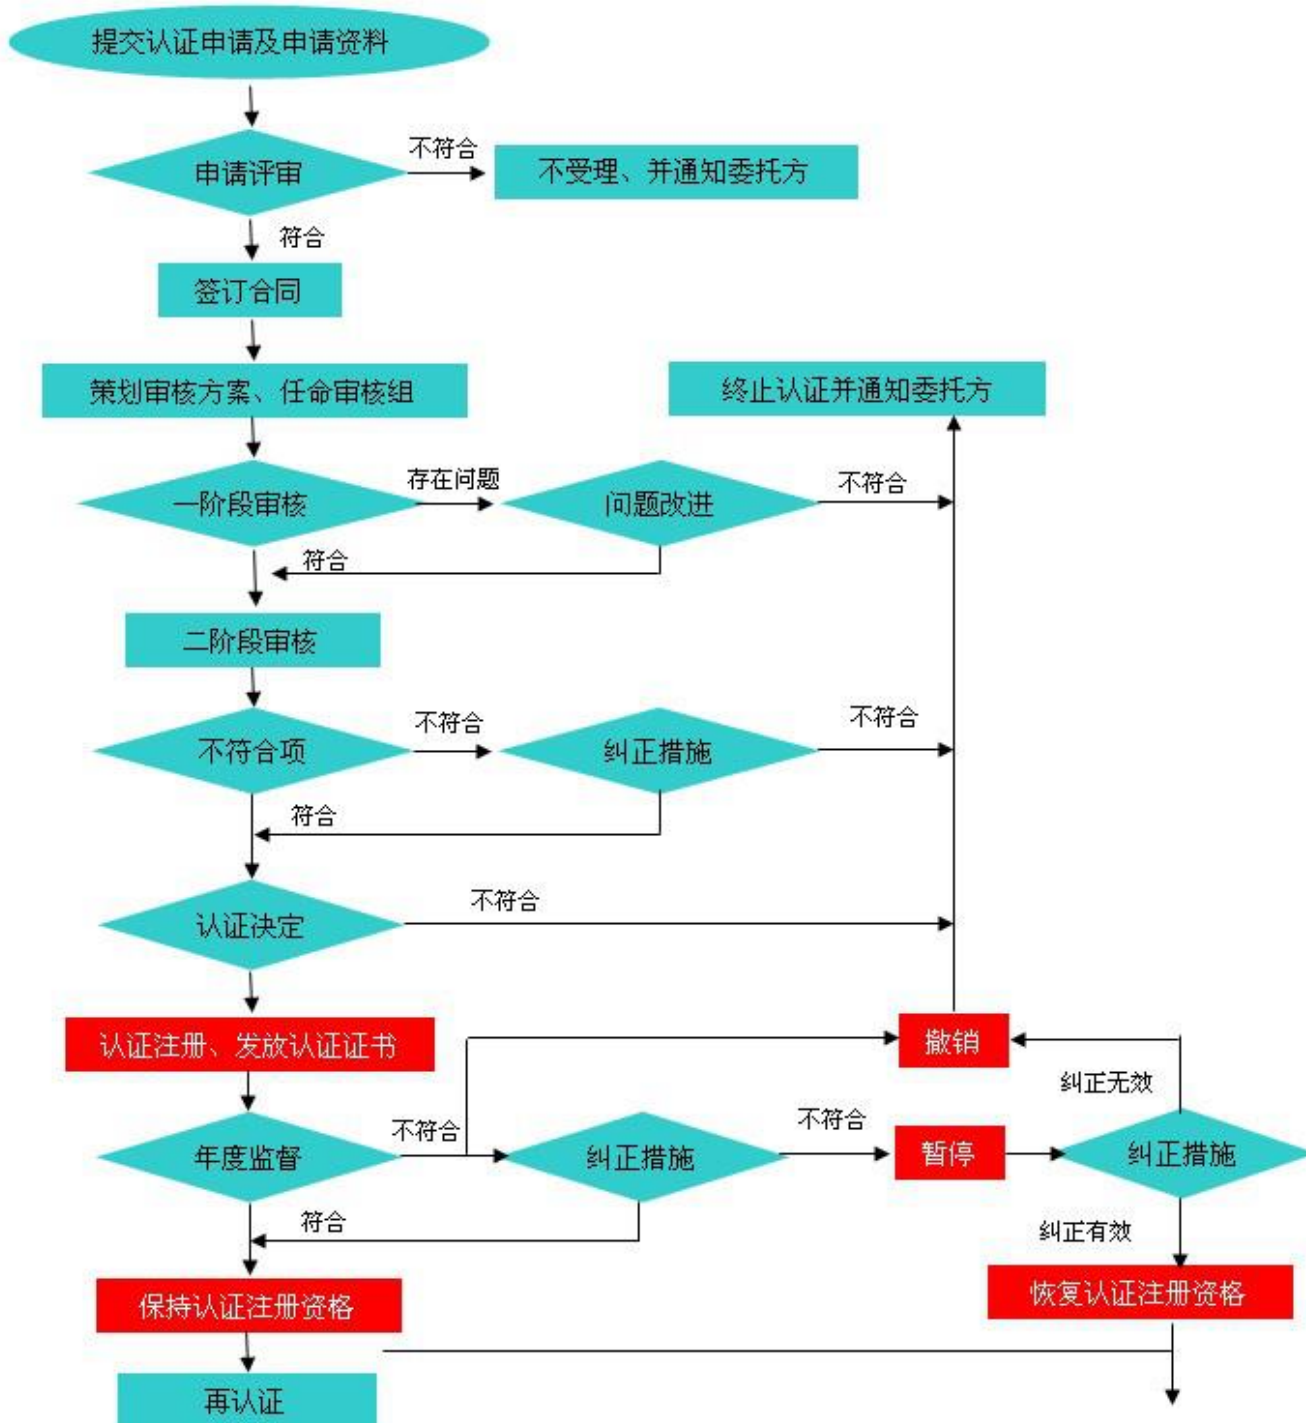 提交认证申请及申请资料
申请评审
不符合
不受理、并通知委托方
符合
签订合同
策划审核方案、任命审核组
终止认证并通知委托方
一阶段审核
存在问题
问题改进
不符合
符合
二阶段审核
不符合项
不符合
纠正措施
不符合
符合
认证决定
不符合
认证注册、发放认证证书
撤销
纠正无效
年度监督
不符合
纠正措施
不符合
暂停
纠正措施
符合
纠正有效
保持认证注册资格
恢复认证注册资格
再认证